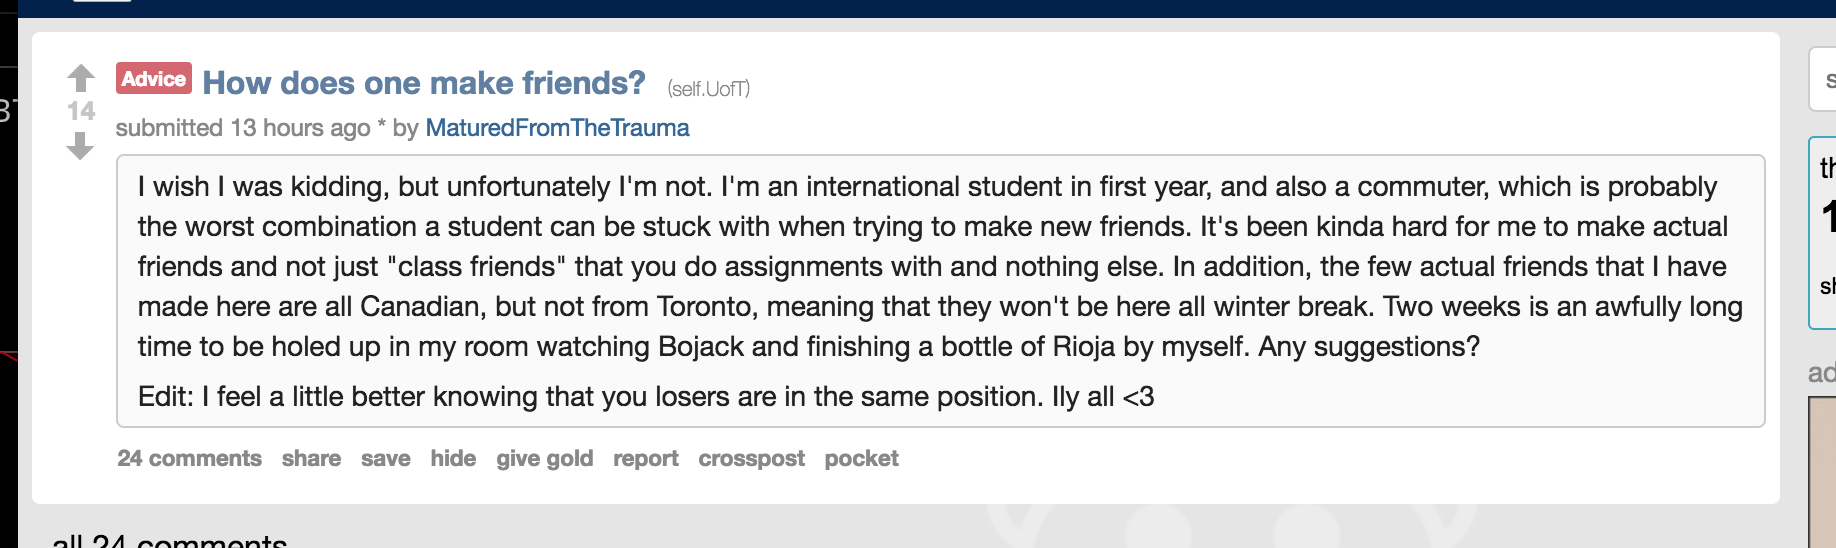 Advice How does one make friends? (self.UofT)
14
submitted 13 hours ago * by MaturedFromTheTrauma
I wish I was kidding, but unfortunately I'm not. I'm an international student in first year, and also a commuter, which is probably
the worst combination a student can be stuck with when trying to make new friends. It's been kinda hard for me to make actual
friends and not just "class friends" that you do assignments with and nothing else. In addition, the few actual friends that I have
made here are all Canadian, but not from Toronto, meaning that they won't be here all winter break. Two weeks is an awfully long
time to be holed up in my room watching Bojack and finishing a bottle of Rioja by myself. Any suggestions?
Edit: I feel a little better knowing that you losers are in the same position. Ily all <3
24 comments share save hide give gold report crosspost pocket
all 24 comments